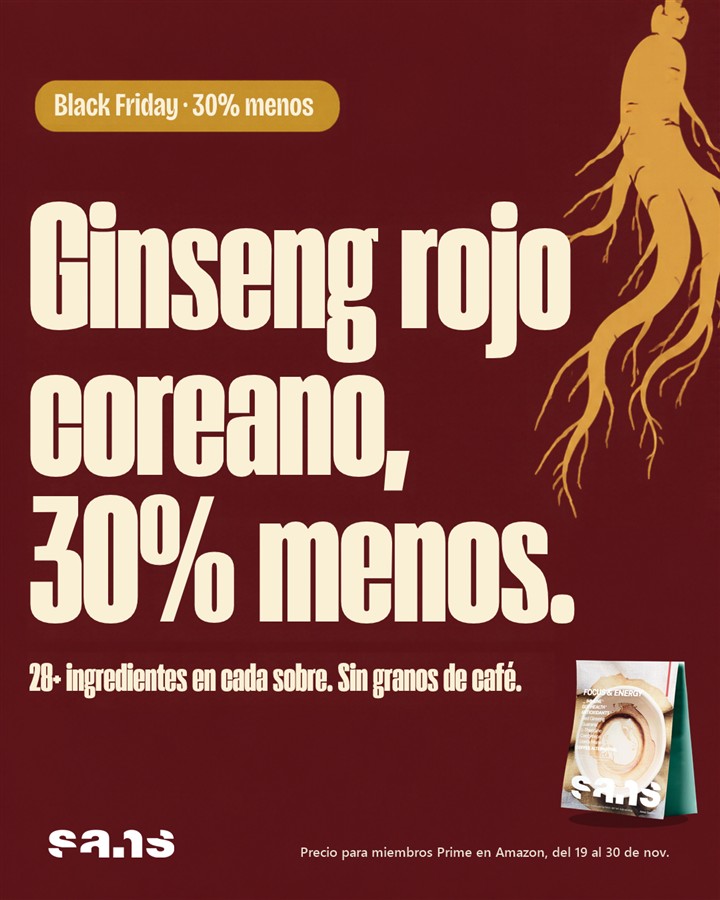 Black Friday · 30% menos
Ginseng rojo
coreano,
30% menos.
28+ ingredientes en cada sobre. Sin granos de café.
FOCUS & ENERGY
sans
sans
Precio para miembros Prime en Amazon, del 19 al 30 de nov.